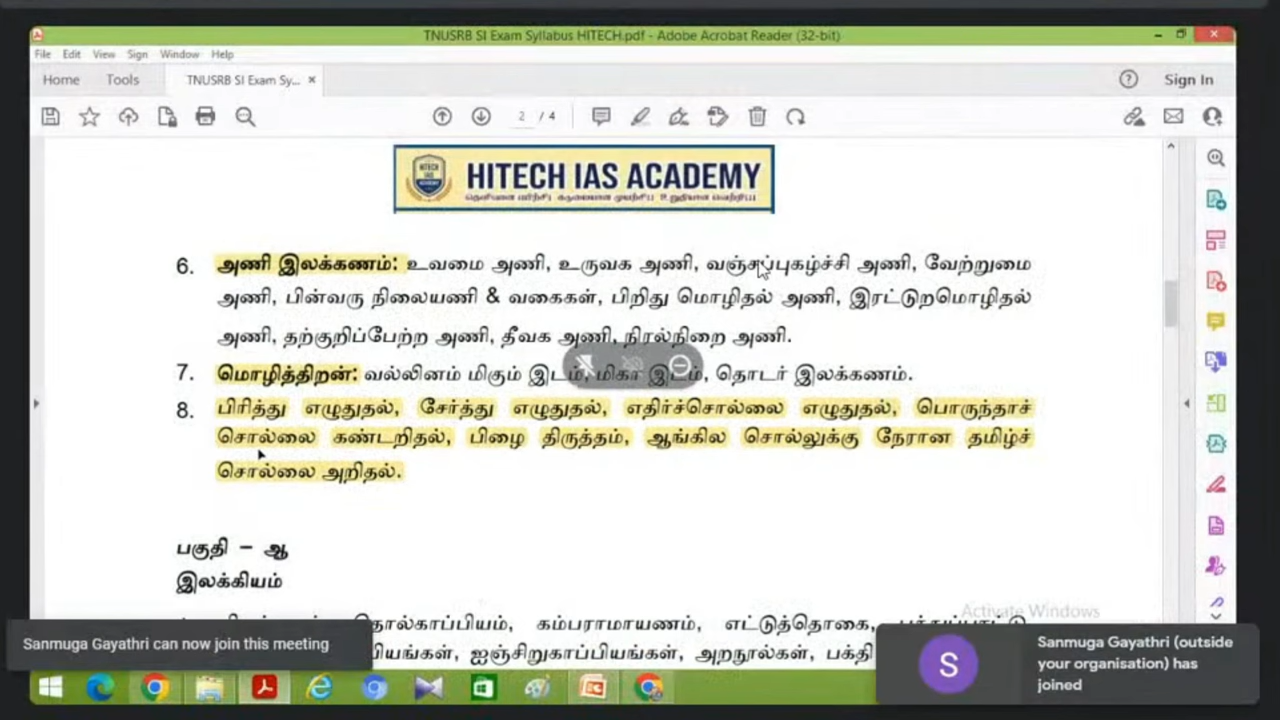 TNUSRB SI Exam Syllabus HITECH.pdf - Adobe Acrobat Reader (32-bit)
File Edit View Sign Window Help
Home Tools TNUSRB SI Exam Sy... × Sign In
2 / 4
HITECH IAS ACADEMY
6. அணி இலக்கணம்: உவமை அணி, உருவக அணி, வஞ்சப்புகழ்ச்சி அணி, வேற்றுமை
அணி, பின்வரு நிலையணி & வகைகள், பிறிது மொழிதல் அணி, இரட்டுறமொழிதல்
அணி, தற்குறிப்பேற்ற அணி, தீவக அணி, நிரல்நிறை அணி.
7. மொழித்திறன்: வல்லினம் மிகும் இடம், மிகா இடம், தொடர் இலக்கணம்.
8. பிரித்து எழுதுதல், சேர்த்து எழுதுதல், எதிர்ச்சொல்லை எழுதுதல், பொருந்தாச்
சொல்லை கண்டறிதல், பிழை திருத்தம், ஆங்கில சொல்லுக்கு நேரான தமிழ்ச்
சொல்லை அறிதல்.
பகுதி – ஆ
இலக்கியம்
தொல்காப்பியம், கம்பராமாயணம், எட்டுத்தொகை,
ஐஞ்சிறுகாப்பியங்கள், அறநூல்கள், பக்தி
Activate Windows
Sanmuga Gayathri can now join this meeting
S
Sanmuga Gayathri (outside
your organisation) has
joined